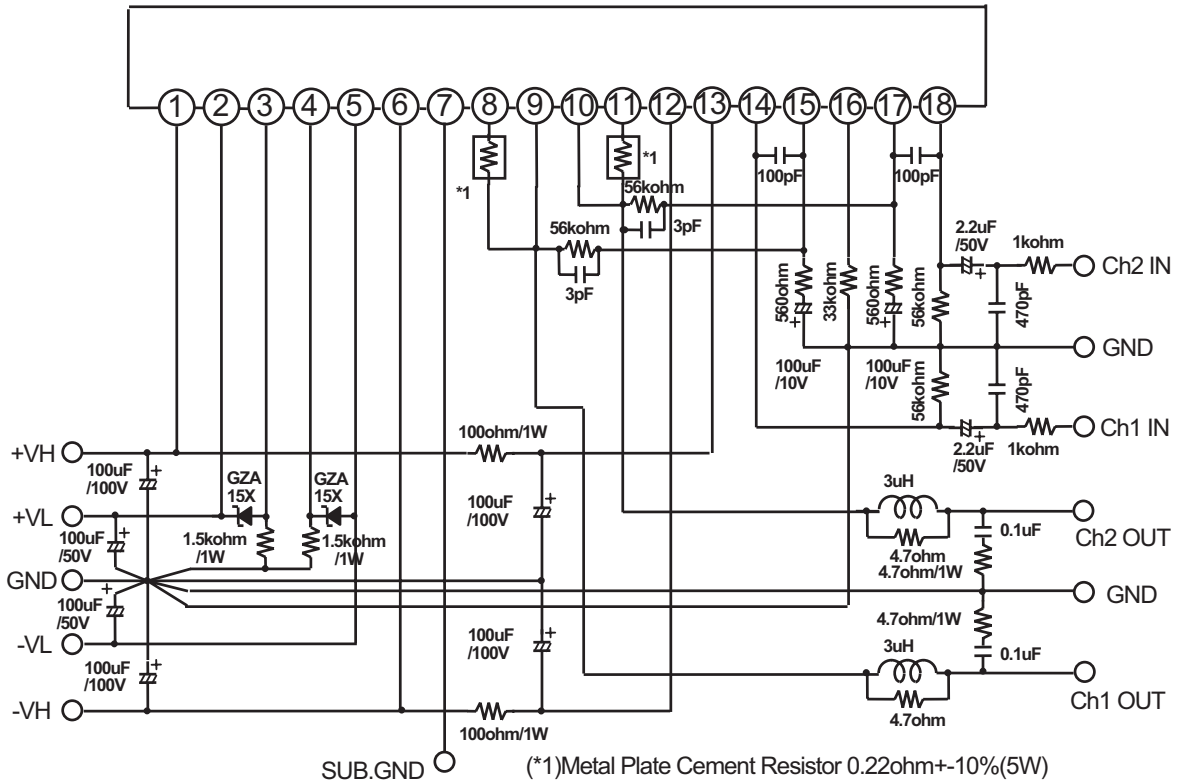 1 2 3 4 5 6 7 8 9 10 11 12 13 14 15 16 17 18
*1
*1
100pF
100pF
56kohm
3pF
56kohm
3pF
2.2uF
/50V
1kohm
Ch2 IN
560ohm
33kohm
560ohm
56kohm
470pF
GND
100uF
/10V
100uF
/10V
56kohm
470pF
Ch1 IN
2.2uF
/50V
1kohm
+VH
100uF
/100V
100ohm/1W
GZA
15X
GZA
15X
100uF
/100V
3uH
+VL
100uF
/50V
1.5kohm
/1W
1.5kohm
/1W
0.1uF
Ch2 OUT
4.7ohm
4.7ohm/1W
GND
GND
100uF
/50V
4.7ohm/1W
-VL
100uF
/100V
100uF
/100V
3uH
0.1uF
Ch1 OUT
-VH
4.7ohm
100ohm/1W
SUB.GND
(*1)Metal Plate Cement Resistor 0.22ohm+-10%(5W)